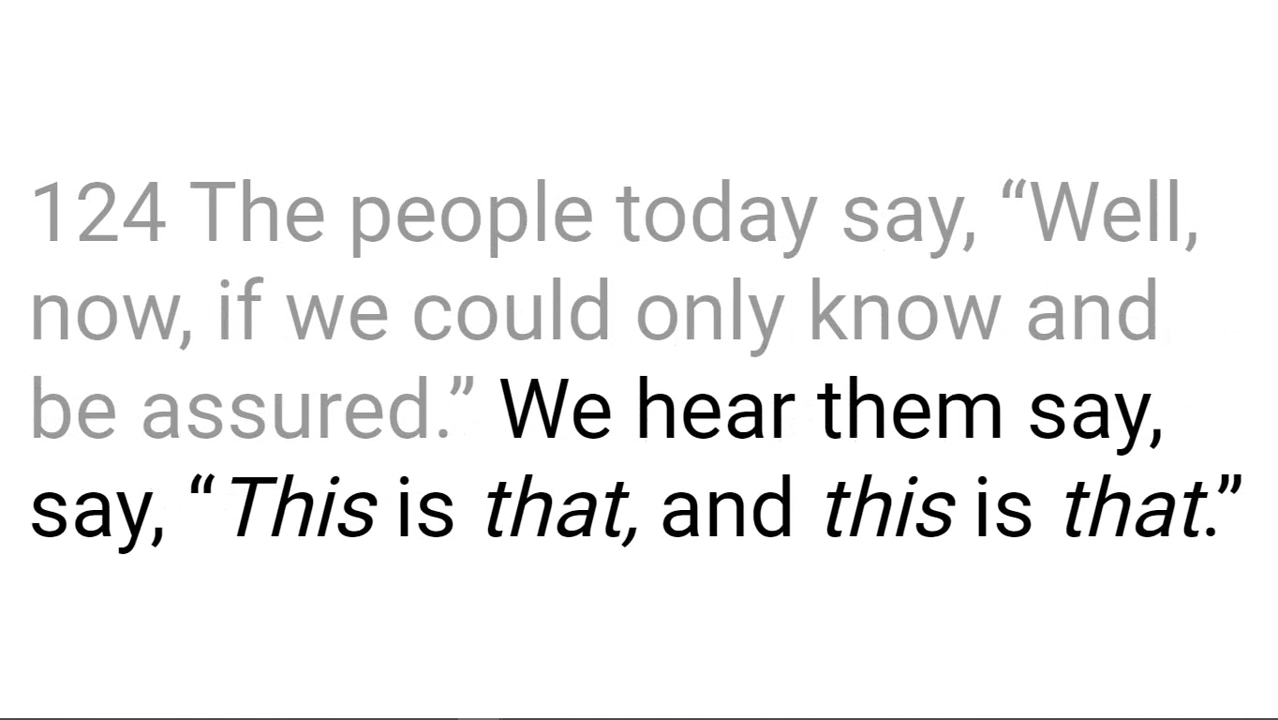 124 The people today say, “Well,
now, if we could only know and
be assured.” We hear them say,
say, “This is that, and this is that.”